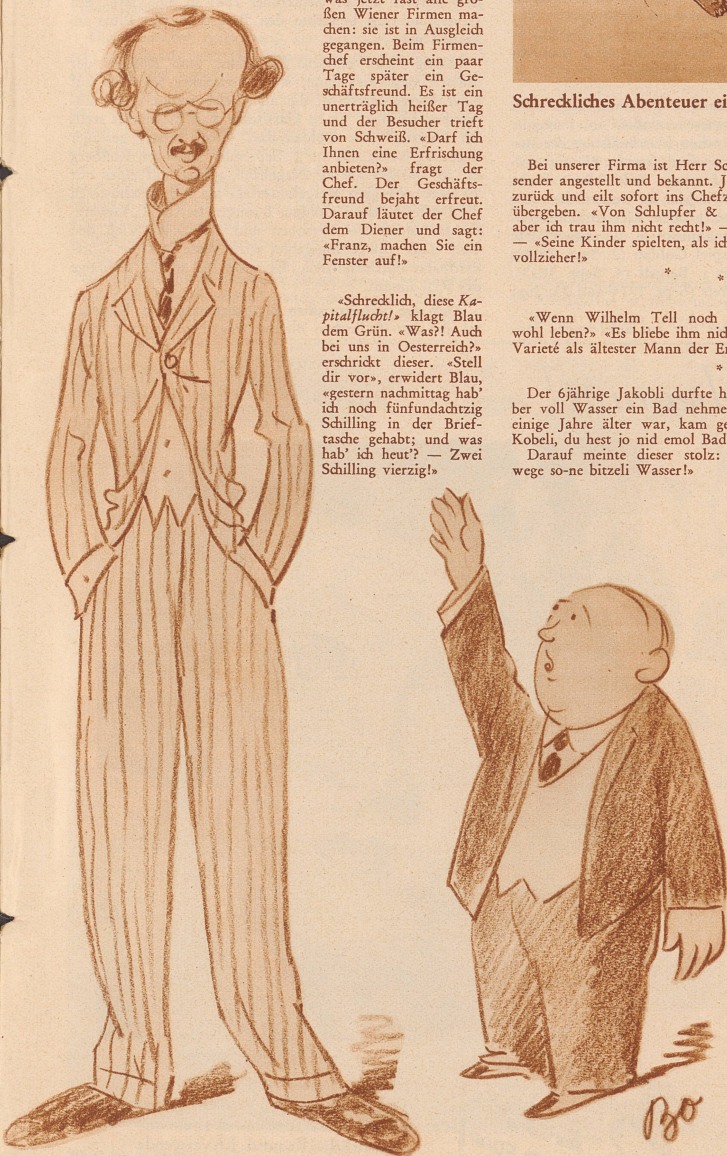 was jetzt fast alle gro-
ßen Wiener Firmen ma-
chen: sie ist in Ausgleich
gegangen. Beim Firmen-
chef erscheint ein paar
Tage später ein Ge-
schäftsfreund. Es ist ein
unerträglich heißer Tag
und der Besucher trieft
von Schweiß. «Darf ich
Ihnen eine Erfrischung
anbieten?» fragt der
Chef. Der Geschäfts-
freund bejaht erfreut.
Darauf läutet der Chef
dem Diener und sagt:
«Franz, machen Sie ein
Fenster auf!»
«Schrecklich, diese Ka-
pitalflucht!» klagt Blau
dem Grün. «Was?! Auch
bei uns in Oesterreich?»
erschrickt dieser. «Stell
dir vor», erwidert Blau,
«gestern nachmittag hab'
ich noch fünfundachtzig
Schilling in der Brief-
tasche gehabt; und was
hab' ich heut'? — Zwei
Schilling vierzig!»
Schreckliches Abenteuer ei
Bei unserer Firma ist Herr Sc
sender angestellt und bekannt. J
zurück und eilt sofort ins Chefz
übergeben. «Von Schlupfer &
aber ich trau ihm nicht recht!» —
— «Seine Kinder spielten, als ich
vollzieher!»
* *
«Wenn Wilhelm Tell noch
wohl leben?» «Es bliebe ihm nic
Varieté als ältester Mann der Er
*
Der 6jährige Jakobli durfte h
ber voll Wasser ein Bad nehme
einige Jahre älter war, kam ge
Kobeli, du hest jo nid emol Bad
Darauf meinte dieser stolz:
wege so-ne bitzeli Wasser!»
Bo